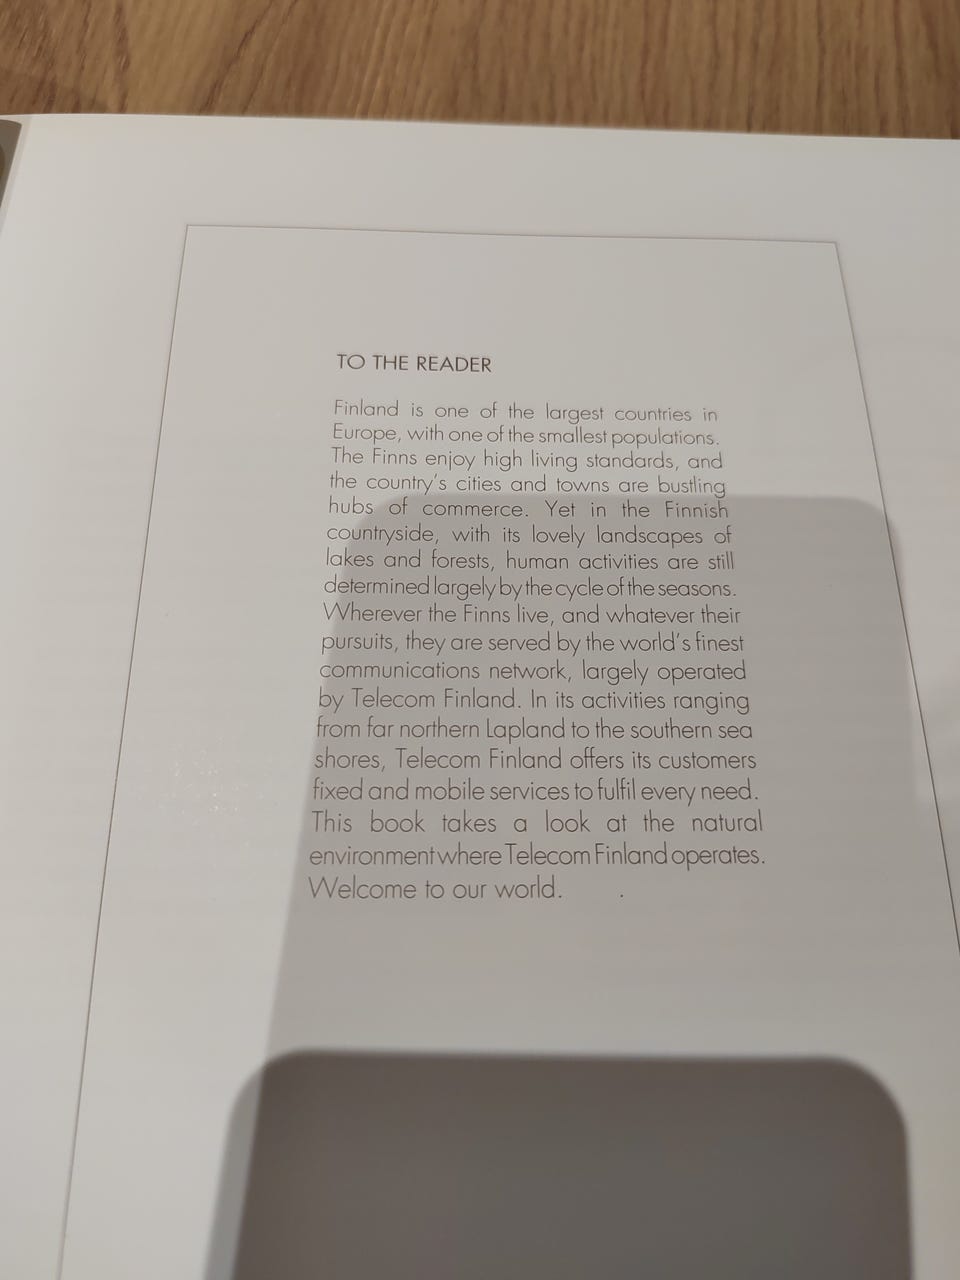 TO THE READER
Finland is one of the largest countries in
Europe, with one of the smallest populations.
The Finns enjoy high living standards, and
the country's cities and towns are bustling
hubs of commerce. Yet in the Finnish
countryside, with its lovely landscapes of
lakes and forests, human activities are still
determined largely by the cycle of the seasons.
Wherever the Finns live, and whatever their
pursuits, they are served by the world's finest
communications network, largely operated
by Telecom Finland. In its activities ranging
from far northern Lapland to the southern sea
shores, Telecom Finland offers its customers
fixed and mobile services to fulfil every need.
This book takes a look at the natural
environment where Telecom Finland operates.
Welcome to our world.